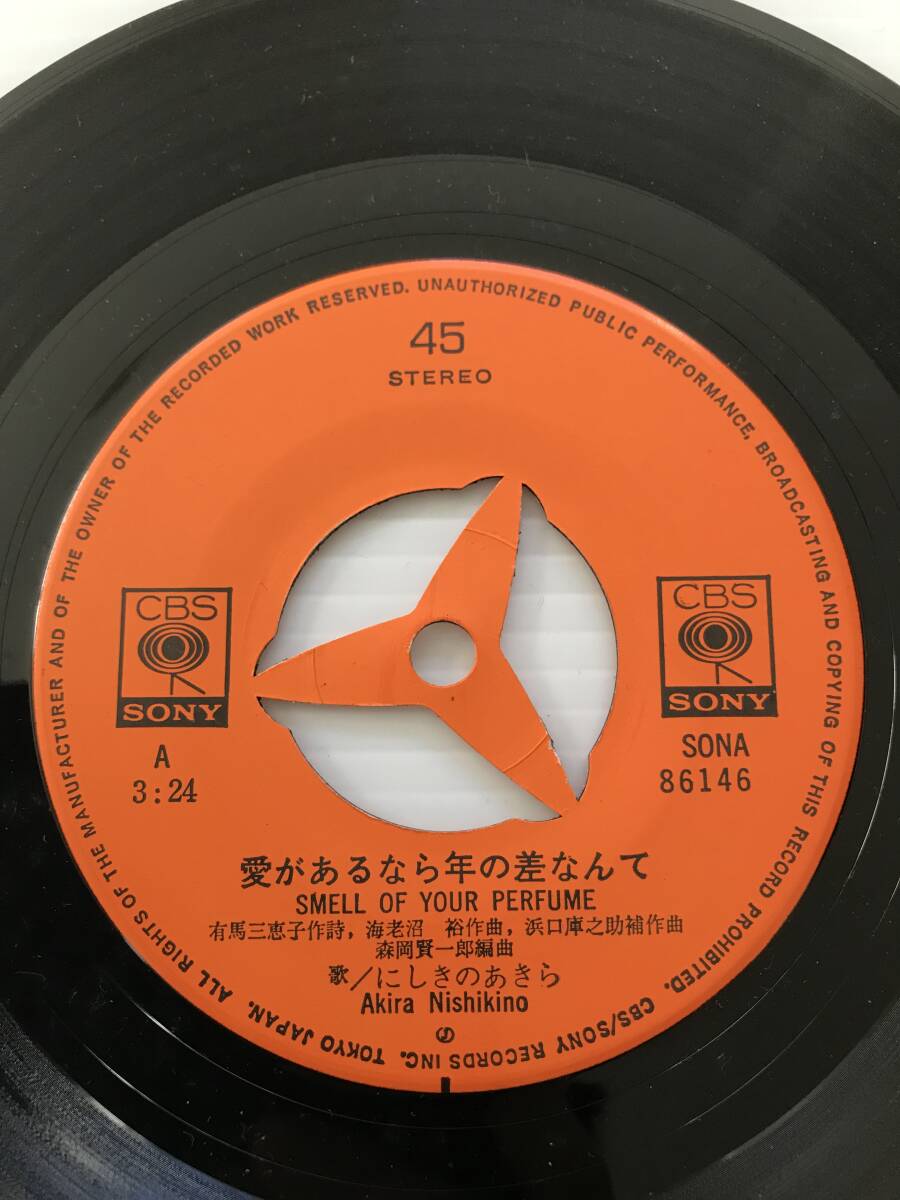 45
STEREO
CBS
SONY
CBS
SONY
A
3:24
SONA
86146
愛があるなら年の差なんて
SMELL OF YOUR PERFUME
有馬三恵子作詩, 海老沼 裕作曲, 浜口庫之助補作曲
森岡賢一郎編曲
歌/にしきのあきら
Akira Nishikino
ALL RIGHTS OF THE MANUFACTURER AND OF THE OWNER OF THE RECORDED WORK RESERVED. UNAUTHORIZED PUBLIC PERFORMANCE, BROADCASTING AND COPYING OF THIS RECORD PROHIBITED. CBS/SONY RECORDS INC. TOKYO JAPAN.